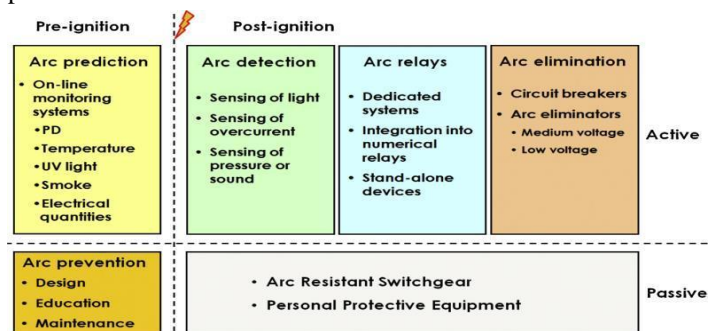 Pre-ignition
Post-ignition
Arc prediction
• On-line
monitoring
systems
•PD
•Temperature
•UV light
•Smoke
•Electrical
quantities
Arc detection
• Sensing of light
• Sensing of
overcurrent
• Sensing of
pressure or
sound
Arc relays
• Dedicated
systems
• Integration into
numerical
relays
• Stand-alone
devices
Arc elimination
• Circuit breakers
• Arc eliminators
• Medium voltage
• Low voltage
Active
Arc prevention
• Design
• Education
• Maintenance
• Arc Resistant Switchgear
• Personal Protective Equipment
Passive